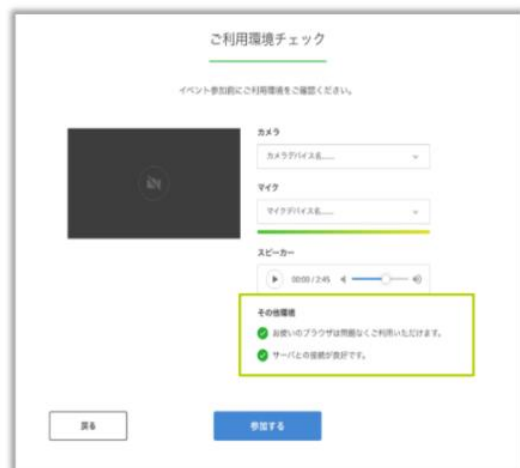 ご利用環境チェック
イベント参加前にご利用環境をご確認ください。
カメラ
カメラデバイス名......
マイク
マイクデバイス名......
スピーカー
00:00 / 2:45
その他環境
お使いのブラウザは問題なくご利用いただけます。
サーバとの接続が良好です。
戻る
参加する